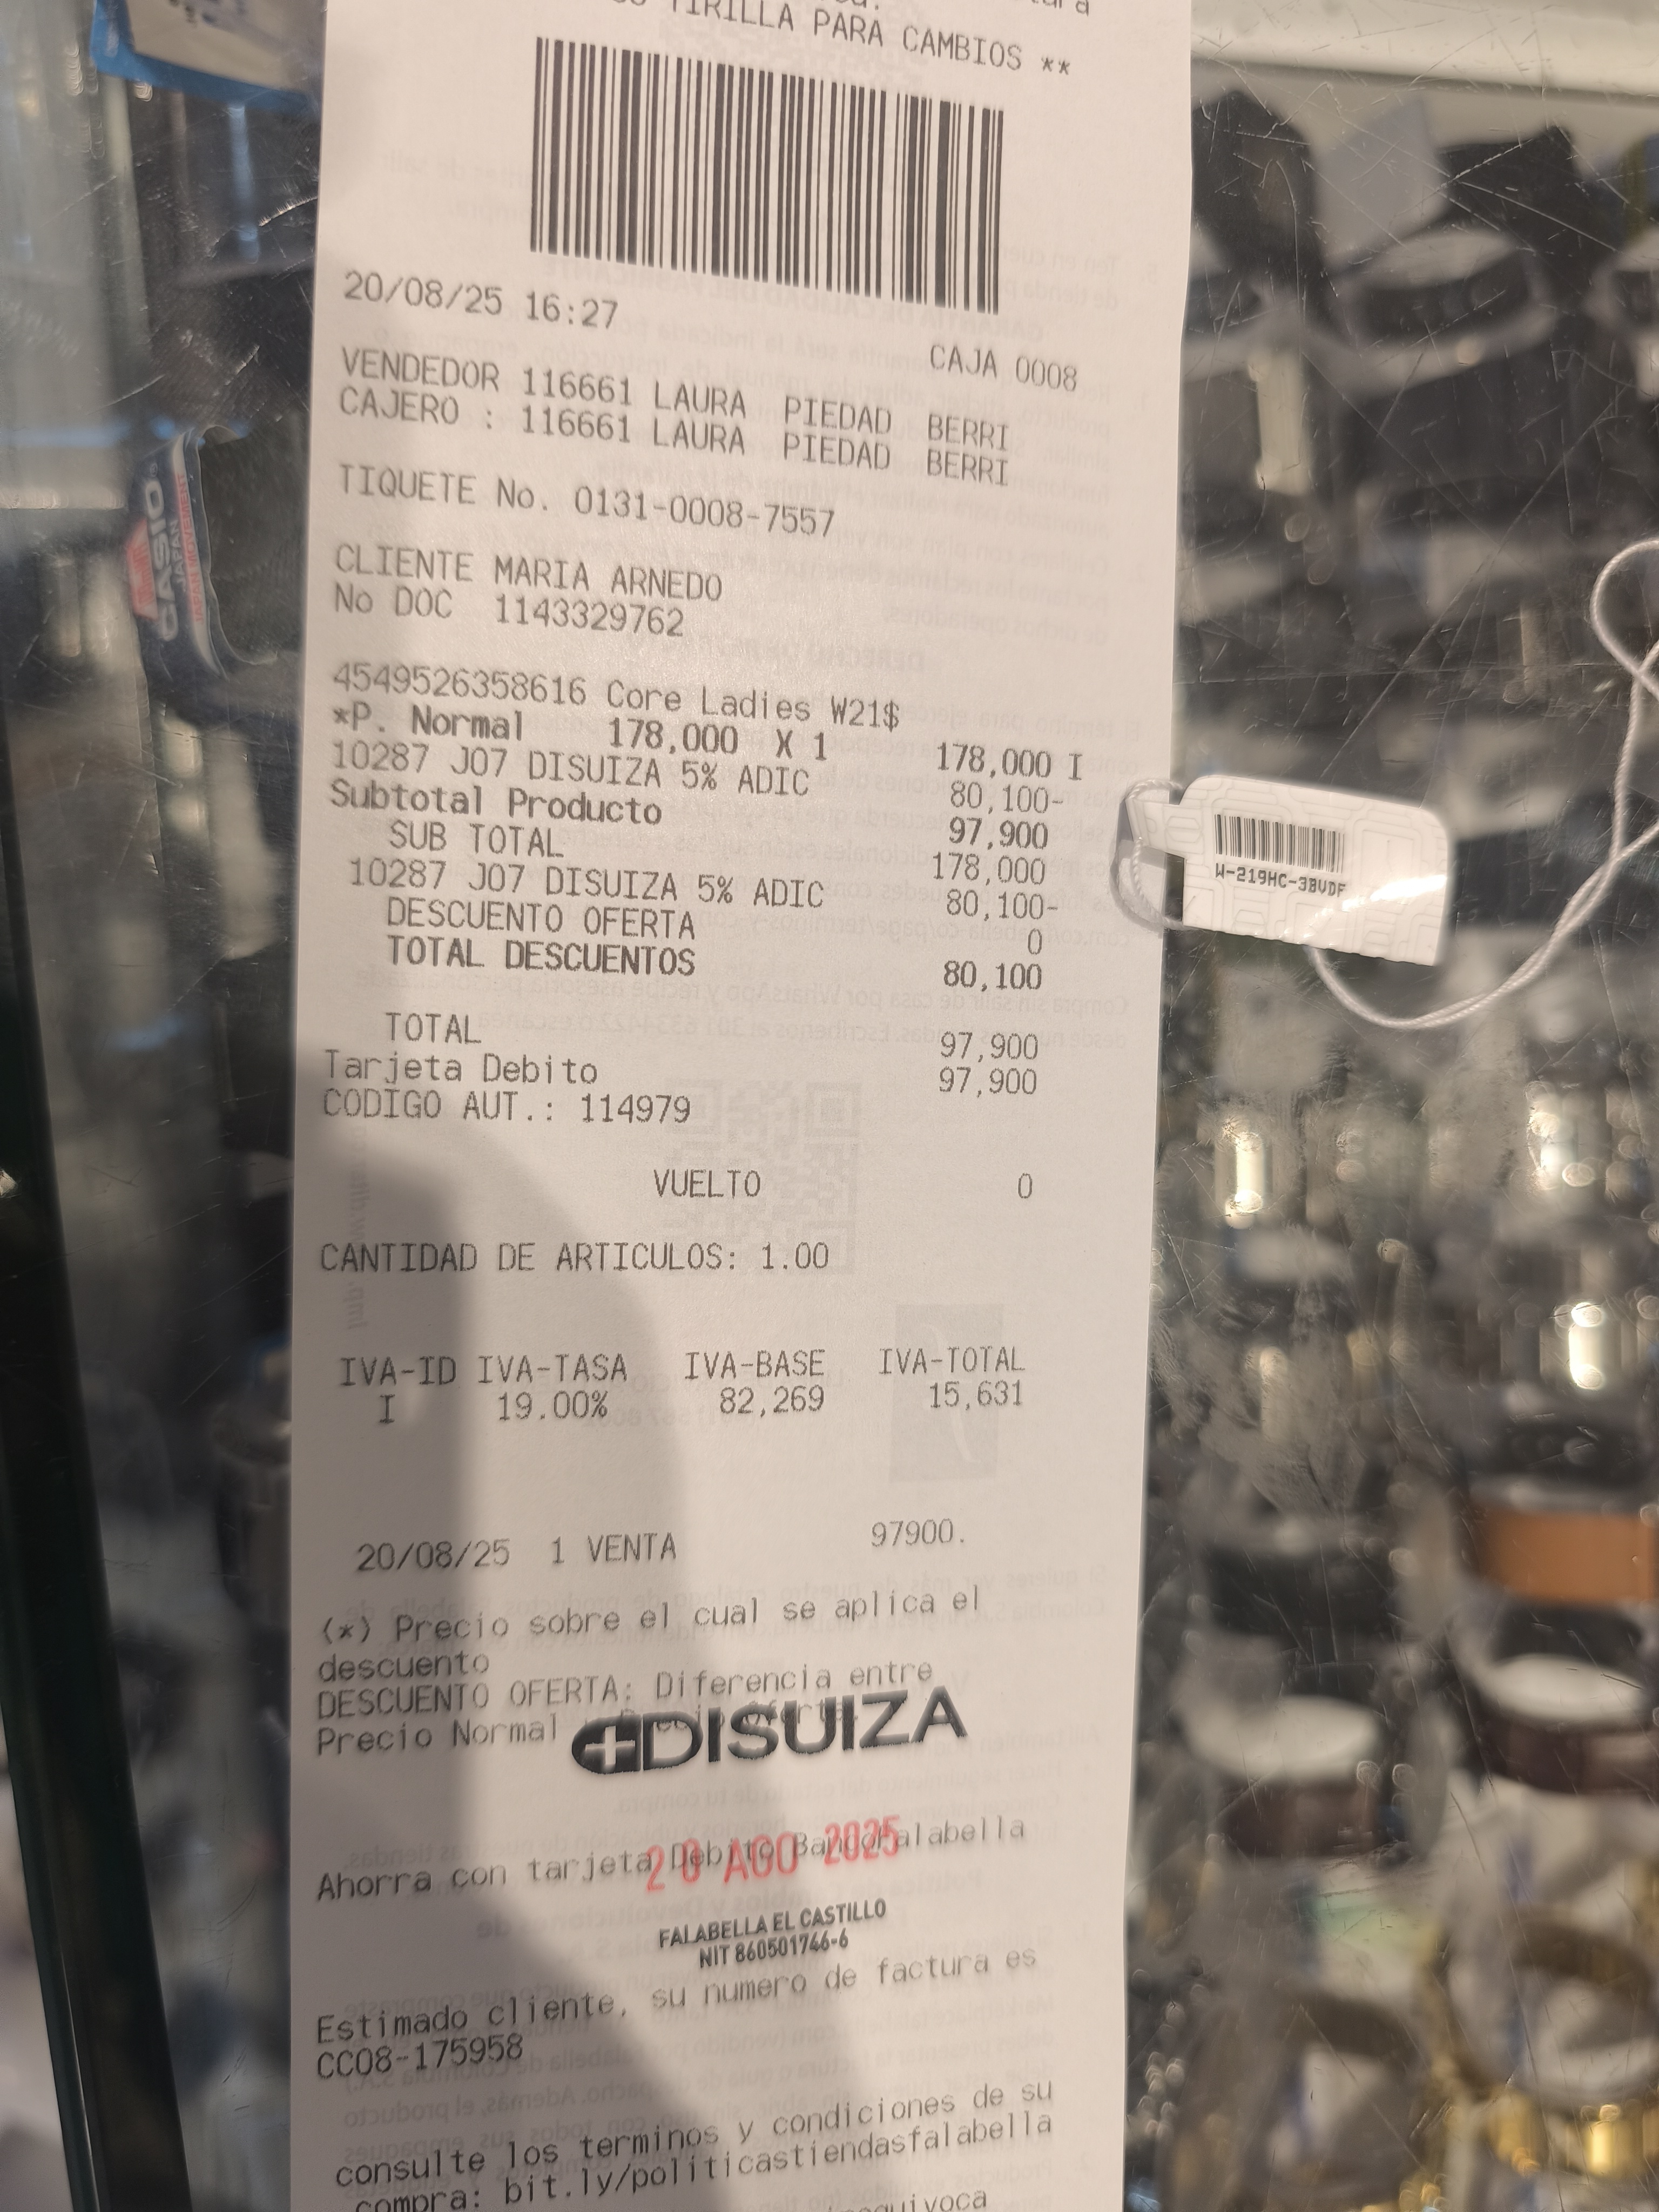 TIRILLA PARA CAMBIOS **
20/08/25 16:27
CAJA 0008
VENDEDOR 116661 LAURA PIEDAD BERRI
CAJERO : 116661 LAURA PIEDAD BERRI
TIQUETE No. 0131-0008-7557
CLIENTE MARIA ARNEDO
No DOC 1143329762
4549526358616 Core Ladies W21$
*P. Normal 178,000 X 1 178,000 I
10287 J07 DISUIZA 5% ADIC 80,100-
Subtotal Producto 97,900
SUB TOTAL 178,000
10287 J07 DISUIZA 5% ADIC 80,100-
DESCUENTO OFERTA 0
TOTAL DESCUENTOS 80,100
TOTAL 97,900
Tarjeta Debito 97,900
CODIGO AUT.: 114979
VUELTO 0
CANTIDAD DE ARTICULOS: 1.00
IVA-ID IVA-TASA IVA-BASE IVA-TOTAL
I 19.00% 82,269 15,631
20/08/25 1 VENTA 97900.
(*) Precio sobre el cual se aplica el
descuento
DESCUENTO OFERTA: Diferencia entre
Precio Normal
DISUIZA
Ahorra con tarjeta Debito Bancofalabella
20 AGO 2025
FALABELLA EL CASTILLO
NIT 860501746-6
Estimado cliente, su numero de factura es
CC08-175958
consulte los terminos y condiciones de su
compra: bit.ly/politicastiendasfalabella
W-219HC-3BVDF
CASIO
JAPAN MOVEMENT